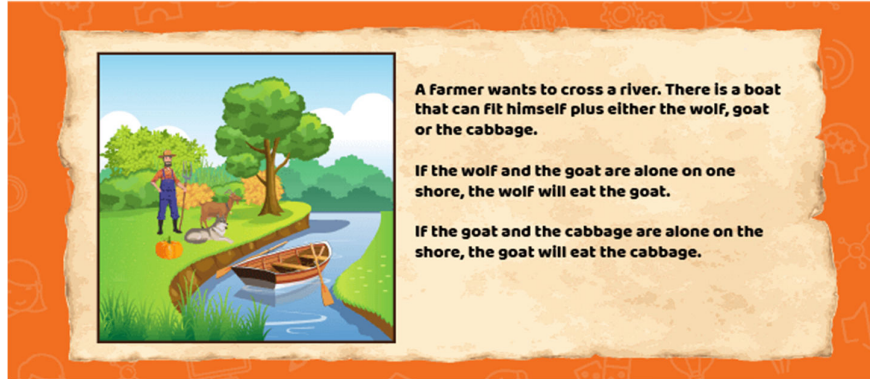 A farmer wants to cross a river. There is a boat
that can fit himself plus either the wolf, goat
or the cabbage.
If the wolf and the goat are alone on one
shore, the wolf will eat the goat.
If the goat and the cabbage are alone on the
shore, the goat will eat the cabbage.